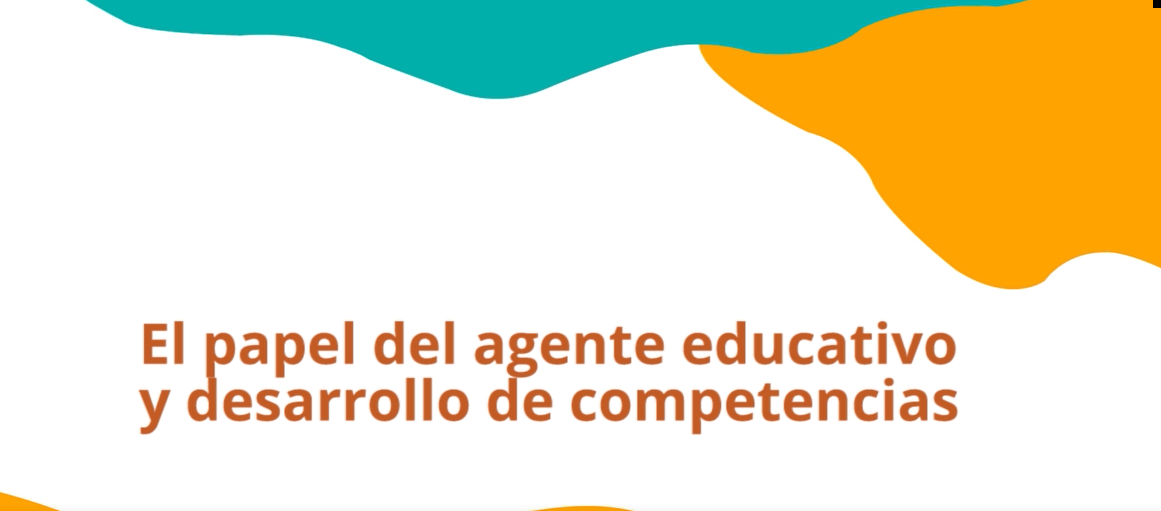 El papel del agente educativo
y desarrollo de competencias